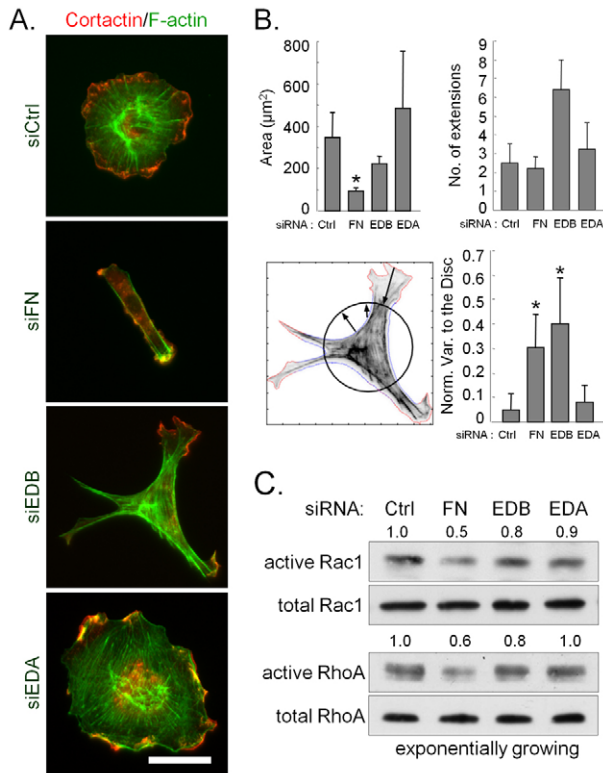 A.
Cortactin/F-actin
siCtrl
siFN
siEDB
siEDA
B.
Area (µm²)
800
600
400
200
0
*
siRNA : Ctrl FN EDB EDA
No. of extensions
9
8
7
6
5
4
3
2
1
0
siRNA : Ctrl FN EDB EDA
Norm. Var. to the Disc
0.7
0.6
0.5
0.4
0.3
0.2
0.1
0
* *
siRNA : Ctrl FN EDB EDA
C.
siRNA: Ctrl FN EDB EDA
1.0 0.5 0.8 0.9
active Rac1
total Rac1
1.0 0.6 0.8 1.0
active RhoA
total RhoA
exponentially growing